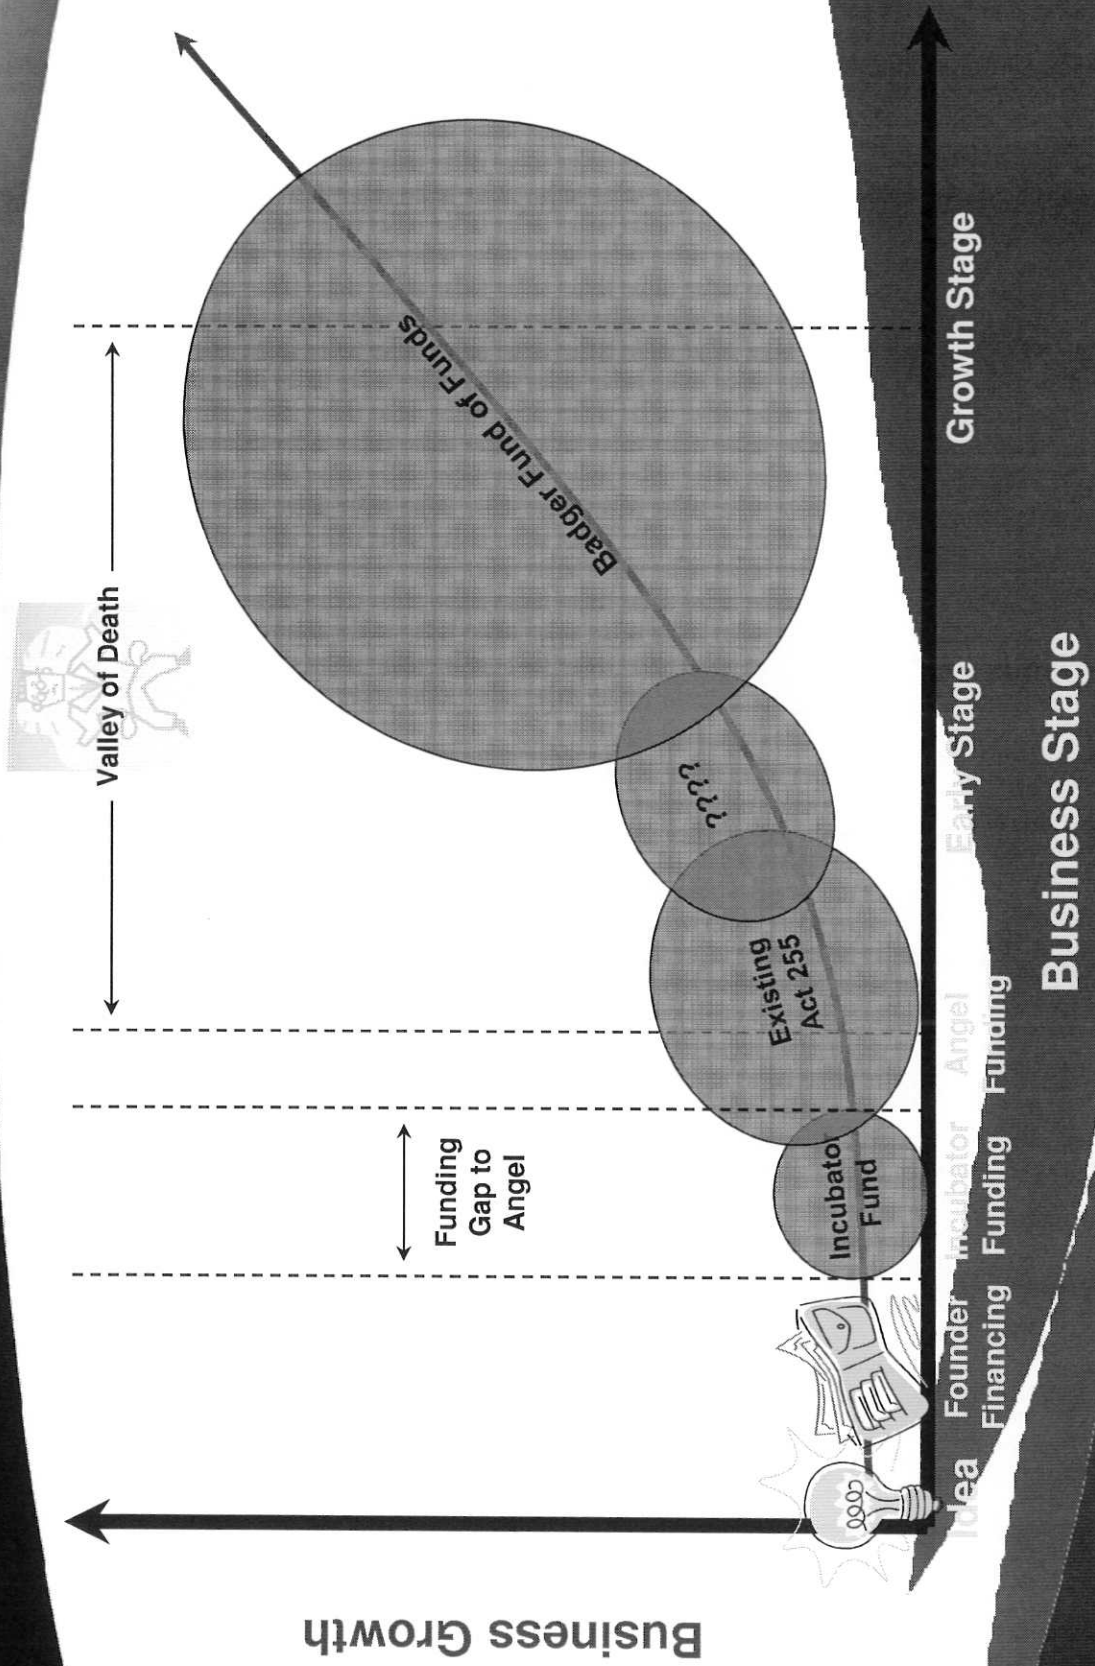 Business Growth
Valley of Death
Funding
Gap to
Angel
Badger Fund of Funds
????
Existing
Act 255
Incubator
Fund
Idea
Founder
Financing
Incubator
Funding
Angel
Funding
Early Stage
Growth Stage
Business Stage